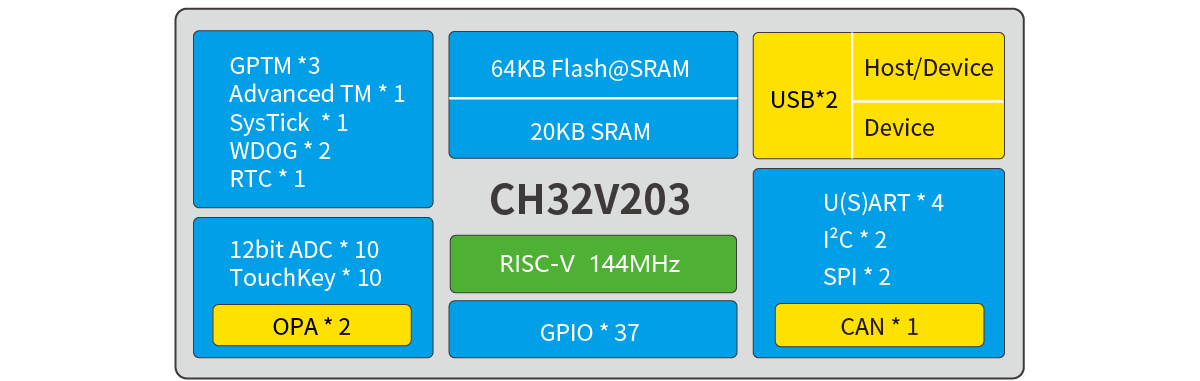 GPTM *3
Advanced TM * 1
SysTick * 1
WDOG * 2
RTC * 1
12bit ADC * 10
TouchKey * 10
OPA * 2
64KB Flash@SRAM
20KB SRAM
CH32V203
RISC-V 144MHz
GPIO * 37
USB*2
Host/Device
Device
U(S)ART * 4
I²C * 2
SPI * 2
CAN * 1